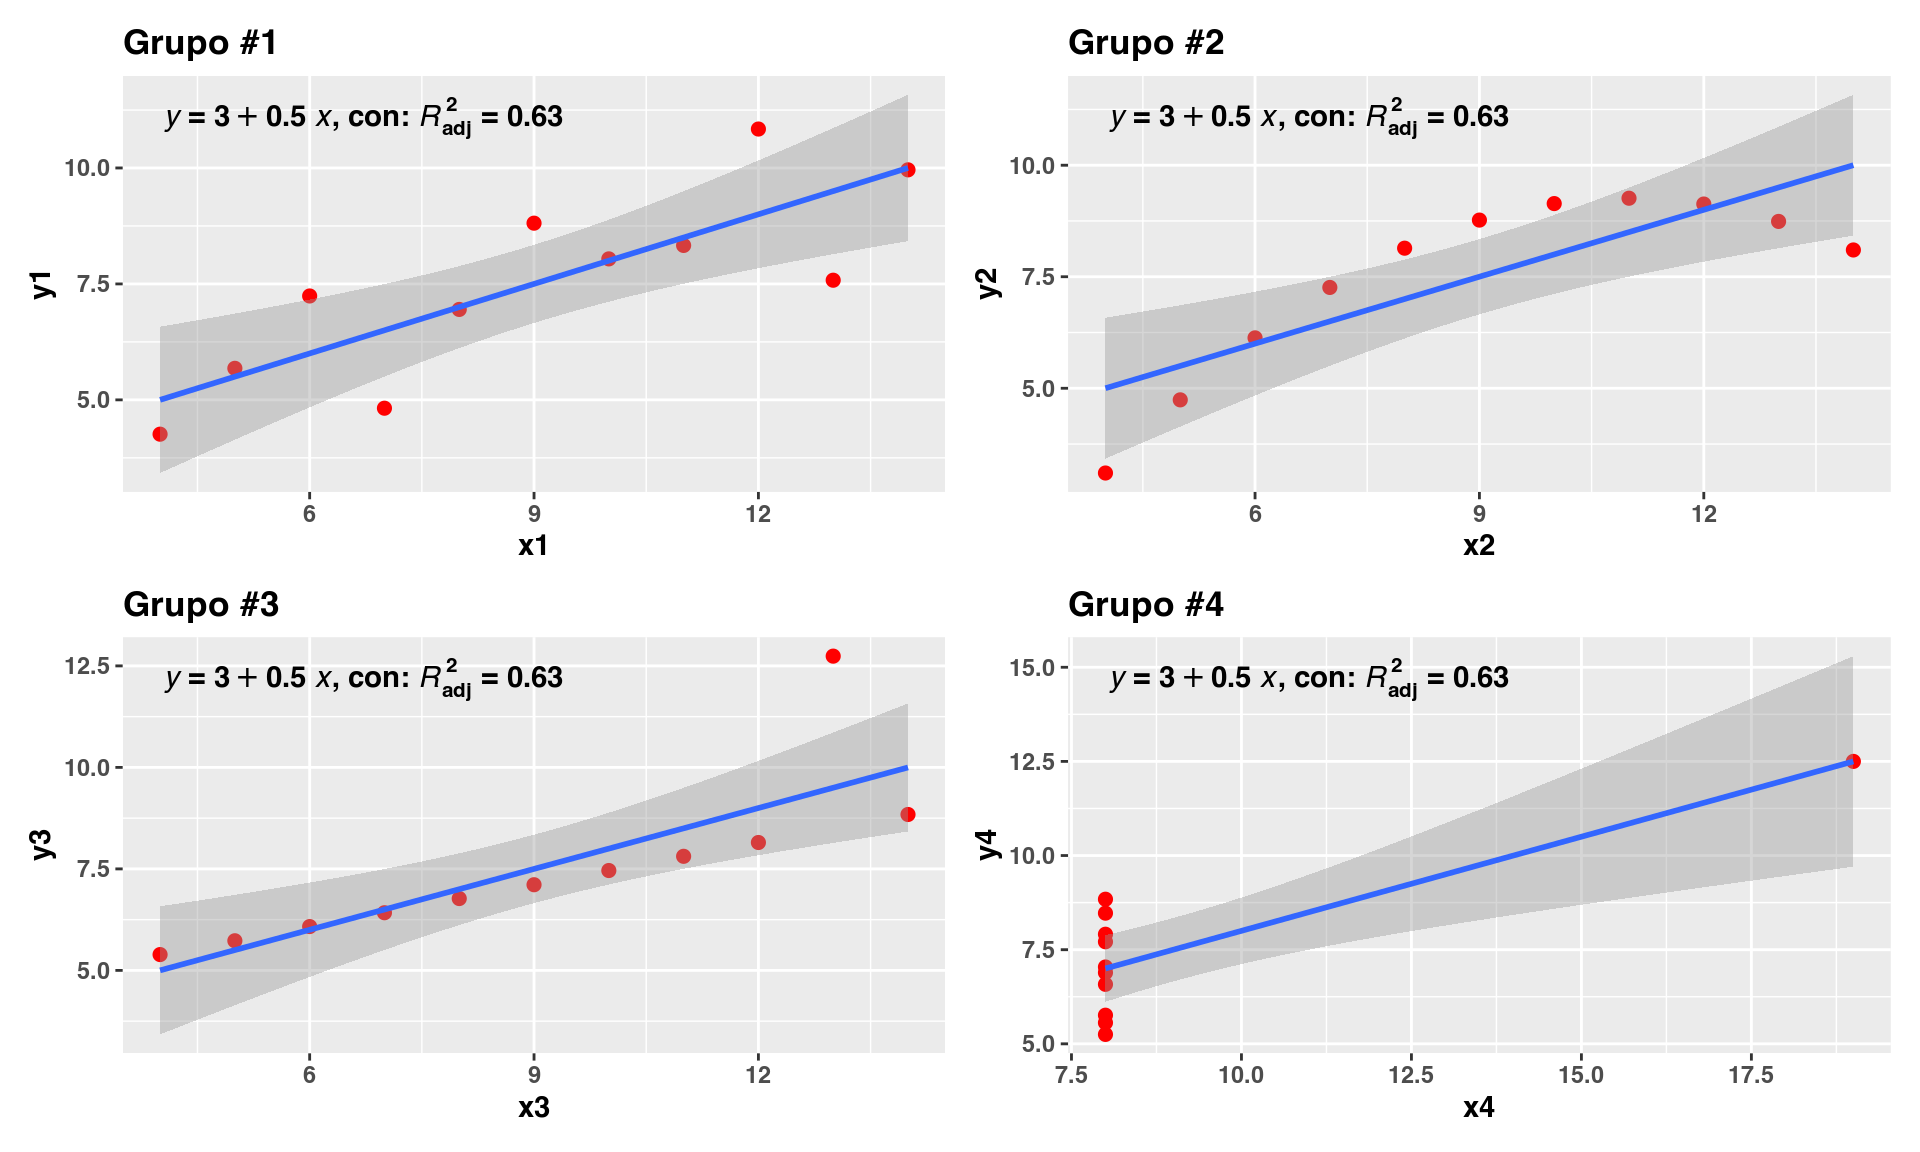 Grupo #1
y = 3 + 0.5 x, con: R²adj = 0.63
10.0
7.5
5.0
y1
6 9 12
x1
Grupo #2
y = 3 + 0.5 x, con: R²adj = 0.63
10.0
7.5
5.0
y2
6 9 12
x2
Grupo #3
y = 3 + 0.5 x, con: R²adj = 0.63
12.5
10.0
7.5
5.0
y3
6 9 12
x3
Grupo #4
y = 3 + 0.5 x, con: R²adj = 0.63
15.0
12.5
10.0
7.5
5.0
y4
7.5 10.0 12.5 15.0 17.5
x4